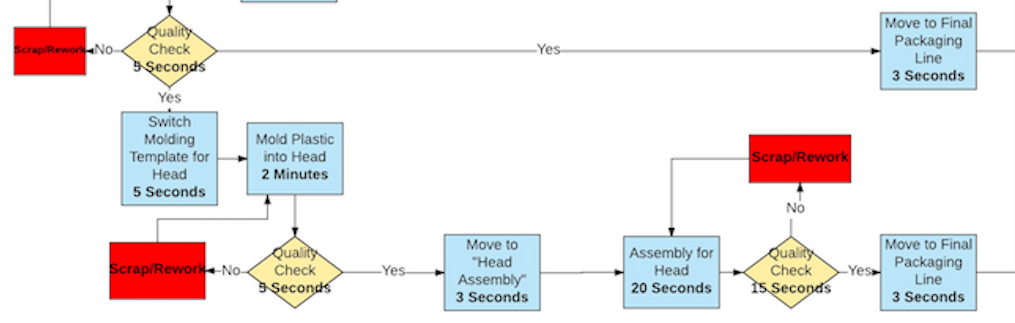 Quality
Check
5 Seconds
Scrap/Rework
No
Yes
Move to Final
Packaging
Line
3 Seconds
Yes
Switch
Molding
Template for
Head
5 Seconds
Mold Plastic
into Head
2 Minutes
Scrap/Rework
No
Scrap/Rework
No
Quality
Check
5 Seconds
Yes
Move to
"Head
Assembly"
3 Seconds
Assembly for
Head
20 Seconds
Quality
Check
15 Seconds
Yes
Move to Final
Packaging
Line
3 Seconds